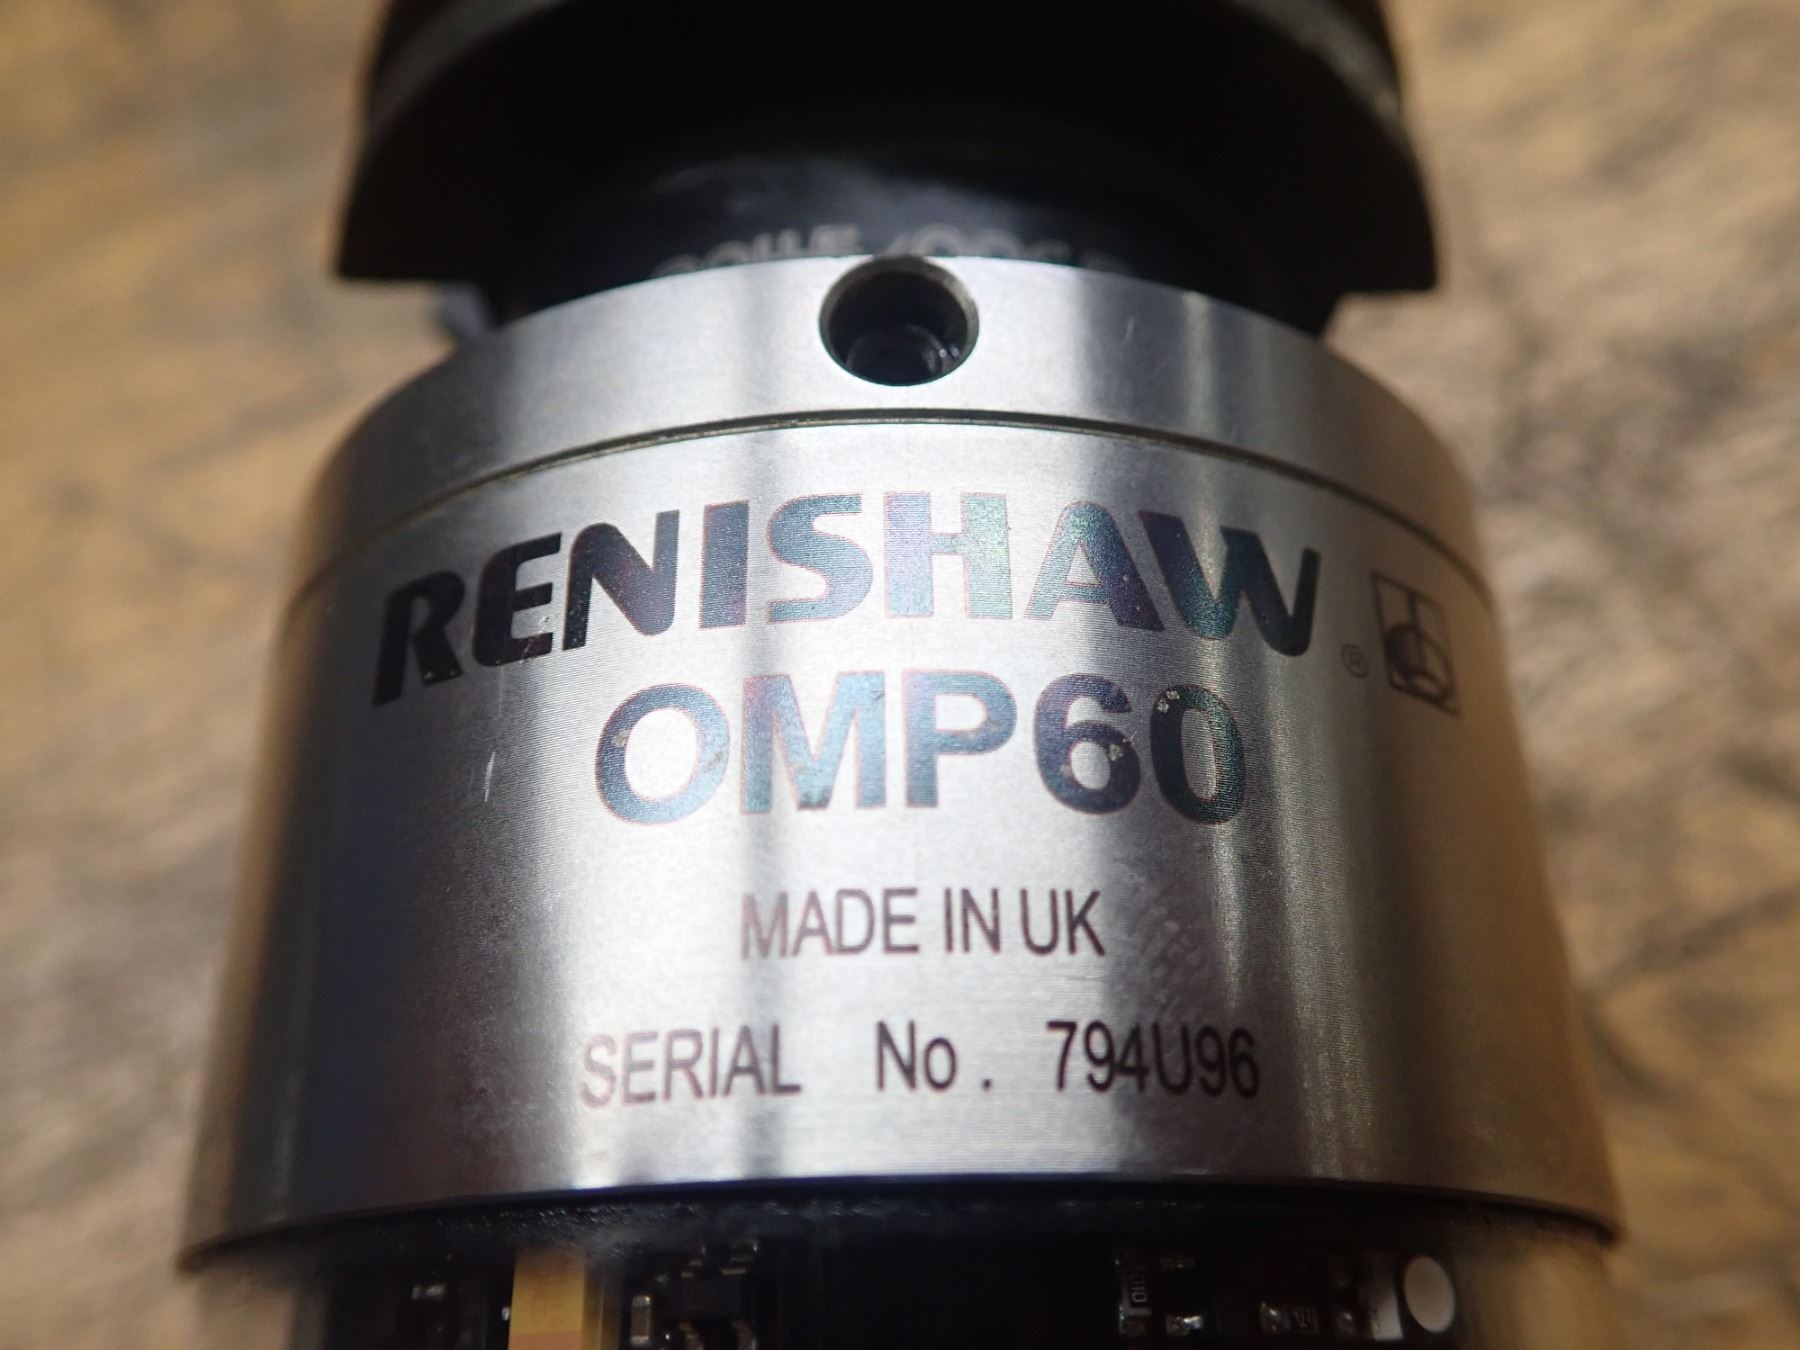 RENISHAW ®
OMP60
MADE IN UK
SERIAL No. 794U96